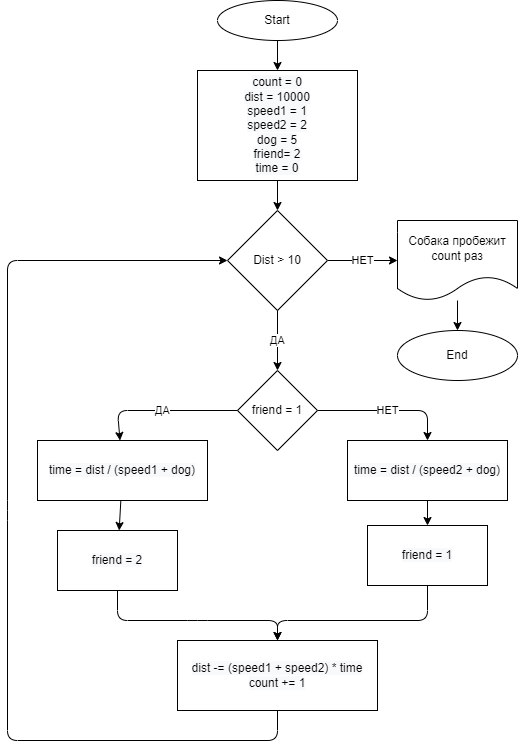 Start
count = 0
dist = 10000
speed1 = 1
speed2 = 2
dog = 5
friend= 2
time = 0
Dist > 10
НЕТ
Собака пробежит
count раз
End
ДА
friend = 1
ДА
НЕТ
time = dist / (speed1 + dog)
time = dist / (speed2 + dog)
friend = 2
friend = 1
dist -= (speed1 + speed2) * time
count += 1